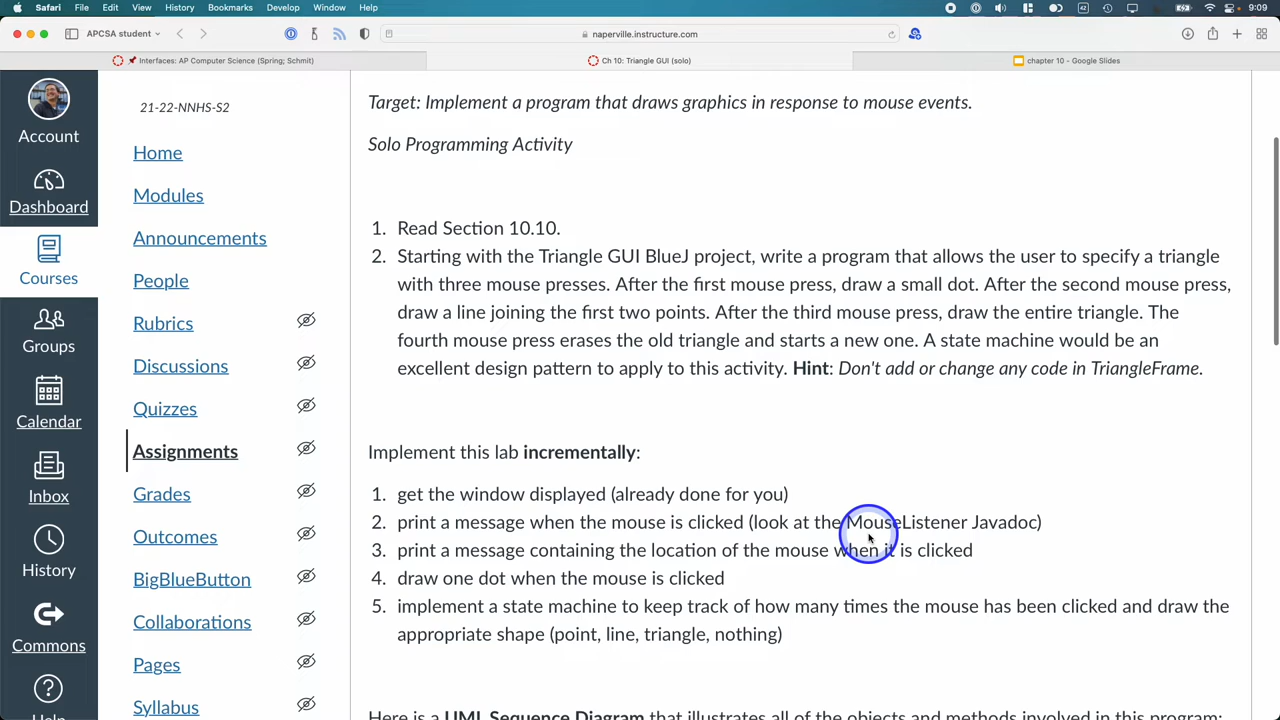 Safari File Edit View History Bookmarks Develop Window Help 9:09
APCSA student naperville.instructure.com
📌 Interfaces: AP Computer Science (Spring; Schmit) Ch 10: Triangle GUI (solo) chapter 10 - Google Slides
Account
Dashboard
Courses
Groups
Calendar
Inbox
History
Commons
Help
21-22-NNHS-S2
Home
Modules
Announcements
People
Rubrics
Discussions
Quizzes
Assignments
Grades
Outcomes
BigBlueButton
Collaborations
Pages
Syllabus
Target: Implement a program that draws graphics in response to mouse events.
Solo Programming Activity
1. Read Section 10.10.
2. Starting with the Triangle GUI BlueJ project, write a program that allows the user to specify a triangle
with three mouse presses. After the first mouse press, draw a small dot. After the second mouse press,
draw a line joining the first two points. After the third mouse press, draw the entire triangle. The
fourth mouse press erases the old triangle and starts a new one. A state machine would be an
excellent design pattern to apply to this activity. Hint: Don't add or change any code in TriangleFrame.
Implement this lab incrementally:
1. get the window displayed (already done for you)
2. print a message when the mouse is clicked (look at the MouseListener Javadoc)
3. print a message containing the location of the mouse when it is clicked
4. draw one dot when the mouse is clicked
5. implement a state machine to keep track of how many times the mouse has been clicked and draw the
appropriate shape (point, line, triangle, nothing)
Here is a UML Sequence Diagram that illustrates all of the objects and methods involved in this program: